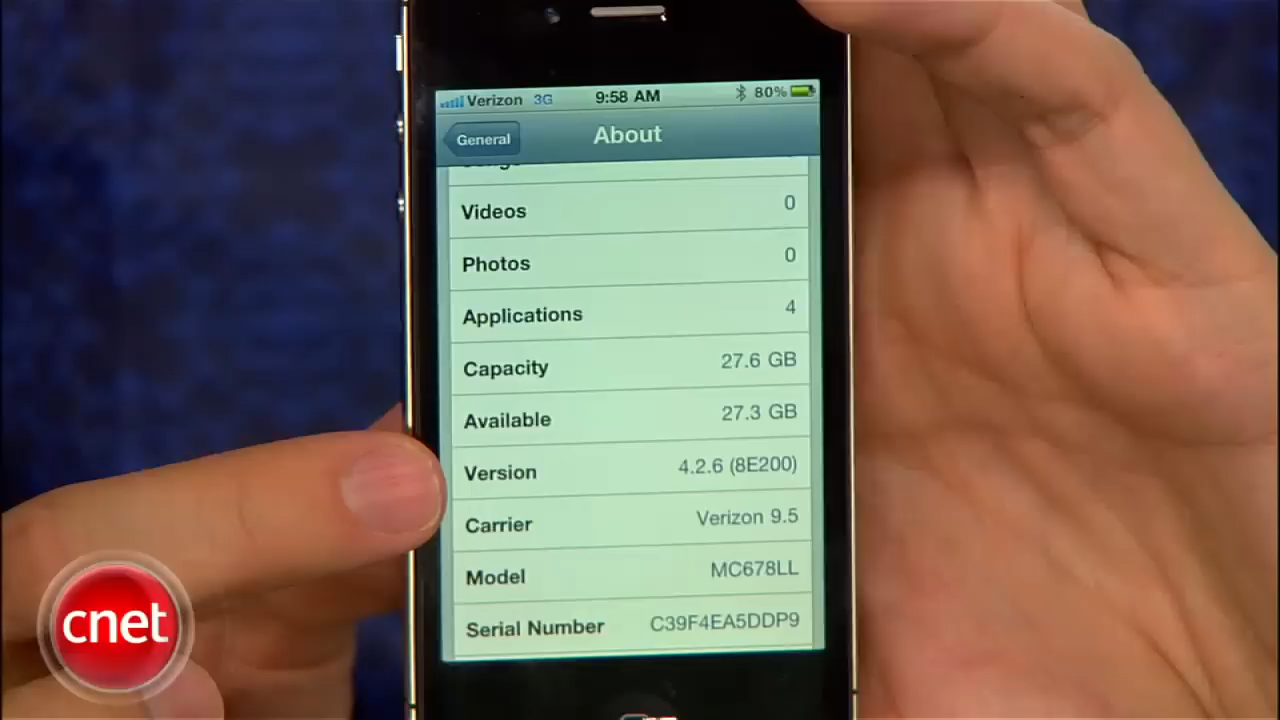 Verizon 3G 9:58 AM 80%
General About
Videos 0
Photos 0
Applications 4
Capacity 27.6 GB
Available 27.3 GB
Version 4.2.6 (8E200)
Carrier Verizon 9.5
Model MC678LL
Serial Number C39F4EA5DDP9
cnet